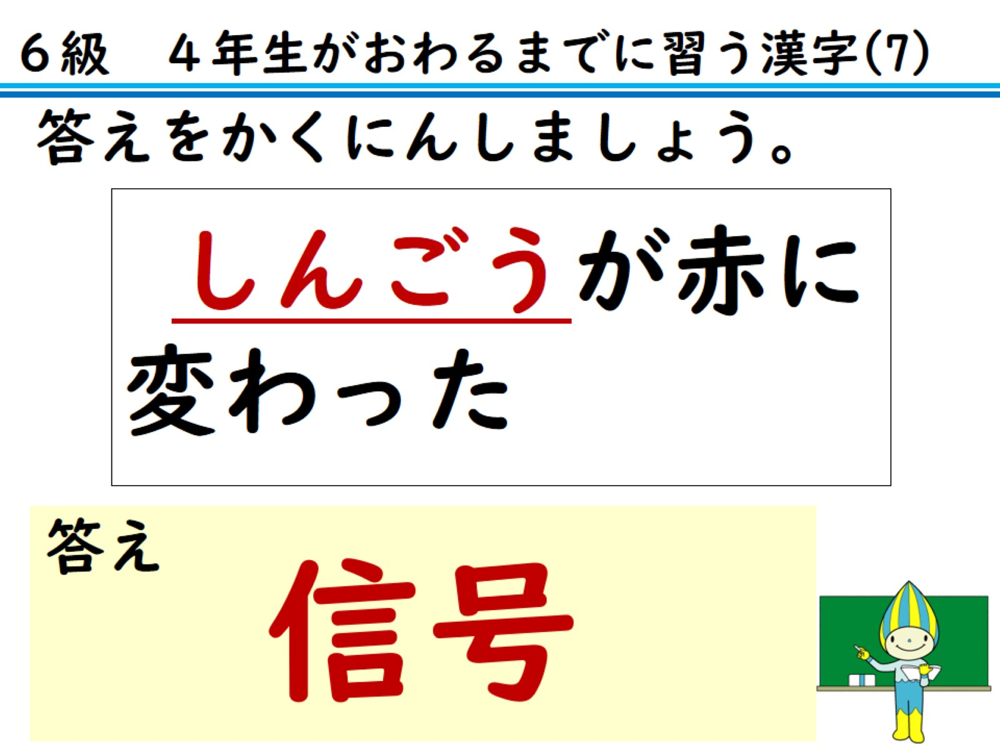 ６級　４年生がおわるまでに習う漢字(7)
答えをかくにんしましょう。
しんごうが赤に
変わった
答え
信号